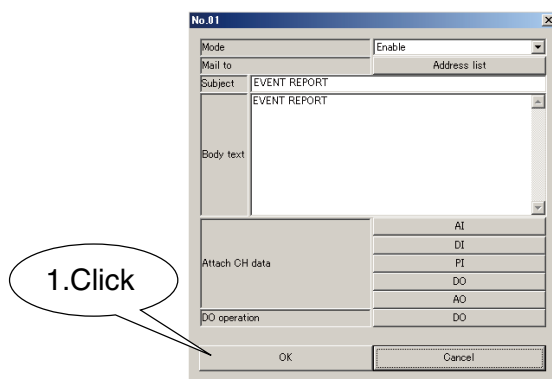 No.01
Mode Enable
Mail to Address list
Subject EVENT REPORT
Body text EVENT REPORT
Attach CH data AI
DI
PI
DO
AO
DO operation DO
1.Click
OK Cancel